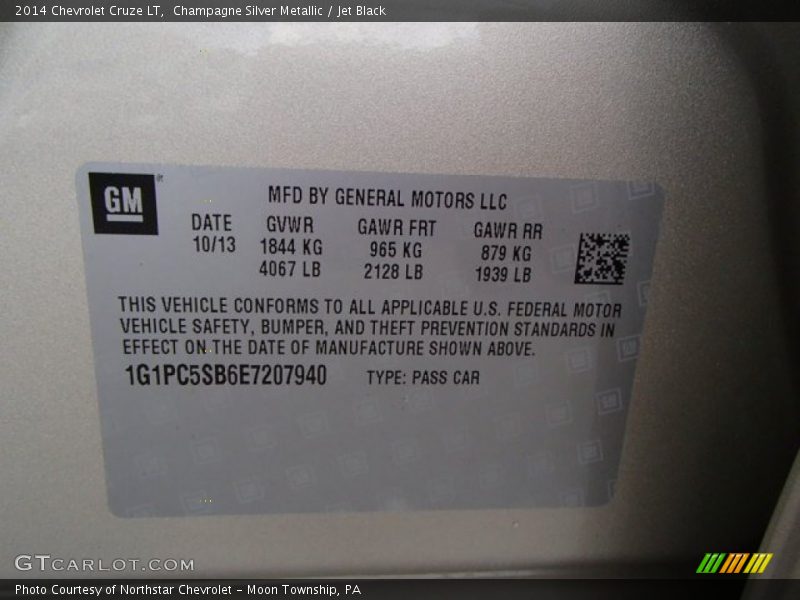 2014 Chevrolet Cruze LT,  Champagne Silver Metallic / Jet Black
GM
MFD BY GENERAL MOTORS LLC
DATE GVWR GAWR FRT GAWR RR
10/13 1844 KG 965 KG 879 KG
4067 LB 2128 LB 1939 LB
THIS VEHICLE CONFORMS TO ALL APPLICABLE U.S. FEDERAL MOTOR
VEHICLE SAFETY, BUMPER, AND THEFT PREVENTION STANDARDS IN
EFFECT ON THE DATE OF MANUFACTURE SHOWN ABOVE.
1G1PC5SB6E7207940 TYPE: PASS CAR
GTCARLOT.COM
Photo Courtesy of Northstar Chevrolet – Moon Township, PA